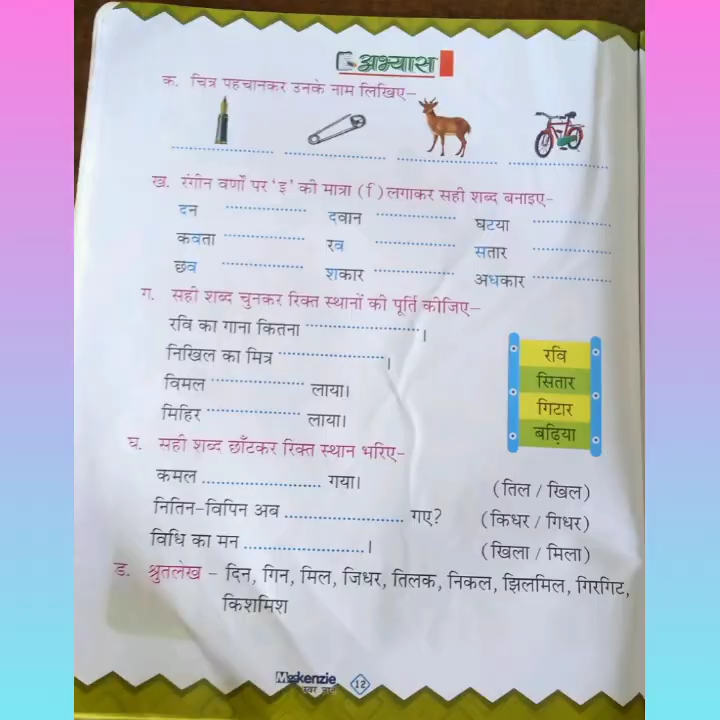 अभ्यास
क. चित्र पहचानकर उनके नाम लिखिए–
ख. रंगीन वर्णों पर 'इ' की मात्रा (ि) लगाकर सही शब्द बनाइए–
दन ............ दवान ............ घटया ............
कवता ............ रव ............ सतार ............
छव ............ शकार ............ अधकार ............
ग. सही शब्द चुनकर रिक्त स्थानों की पूर्ति कीजिए–
रवि का गाना कितना ............ ।
निखिल का मित्र ............ ।
विमल ............ लाया।
मिहिर ............ लाया।
रवि
सितार
गिटार
बढ़िया
घ. सही शब्द छाँटकर रिक्त स्थान भरिए–
कमल ............ गया। (तिल / खिल)
नितिन-विपिन अब ............ गए? (किधर / गिधर)
विधि का मन ............ । (खिला / मिला)
ड. श्रुतलेख – दिन, गिन, मिल, जिधर, तिलक, निकल, झिलमिल, गिरगिट,
किशमिश
Mackenzie
12